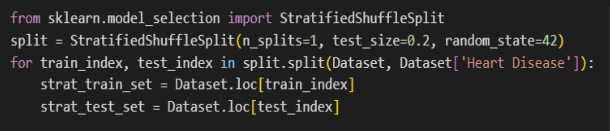 from sklearn.model_selection import StratifiedShuffleSplit
split = StratifiedShuffleSplit(n_splits=1, test_size=0.2, random_state=42)
for train_index, test_index in split.split(Dataset, Dataset['Heart Disease']):
    strat_train_set = Dataset.loc[train_index]
    strat_test_set = Dataset.loc[test_index]